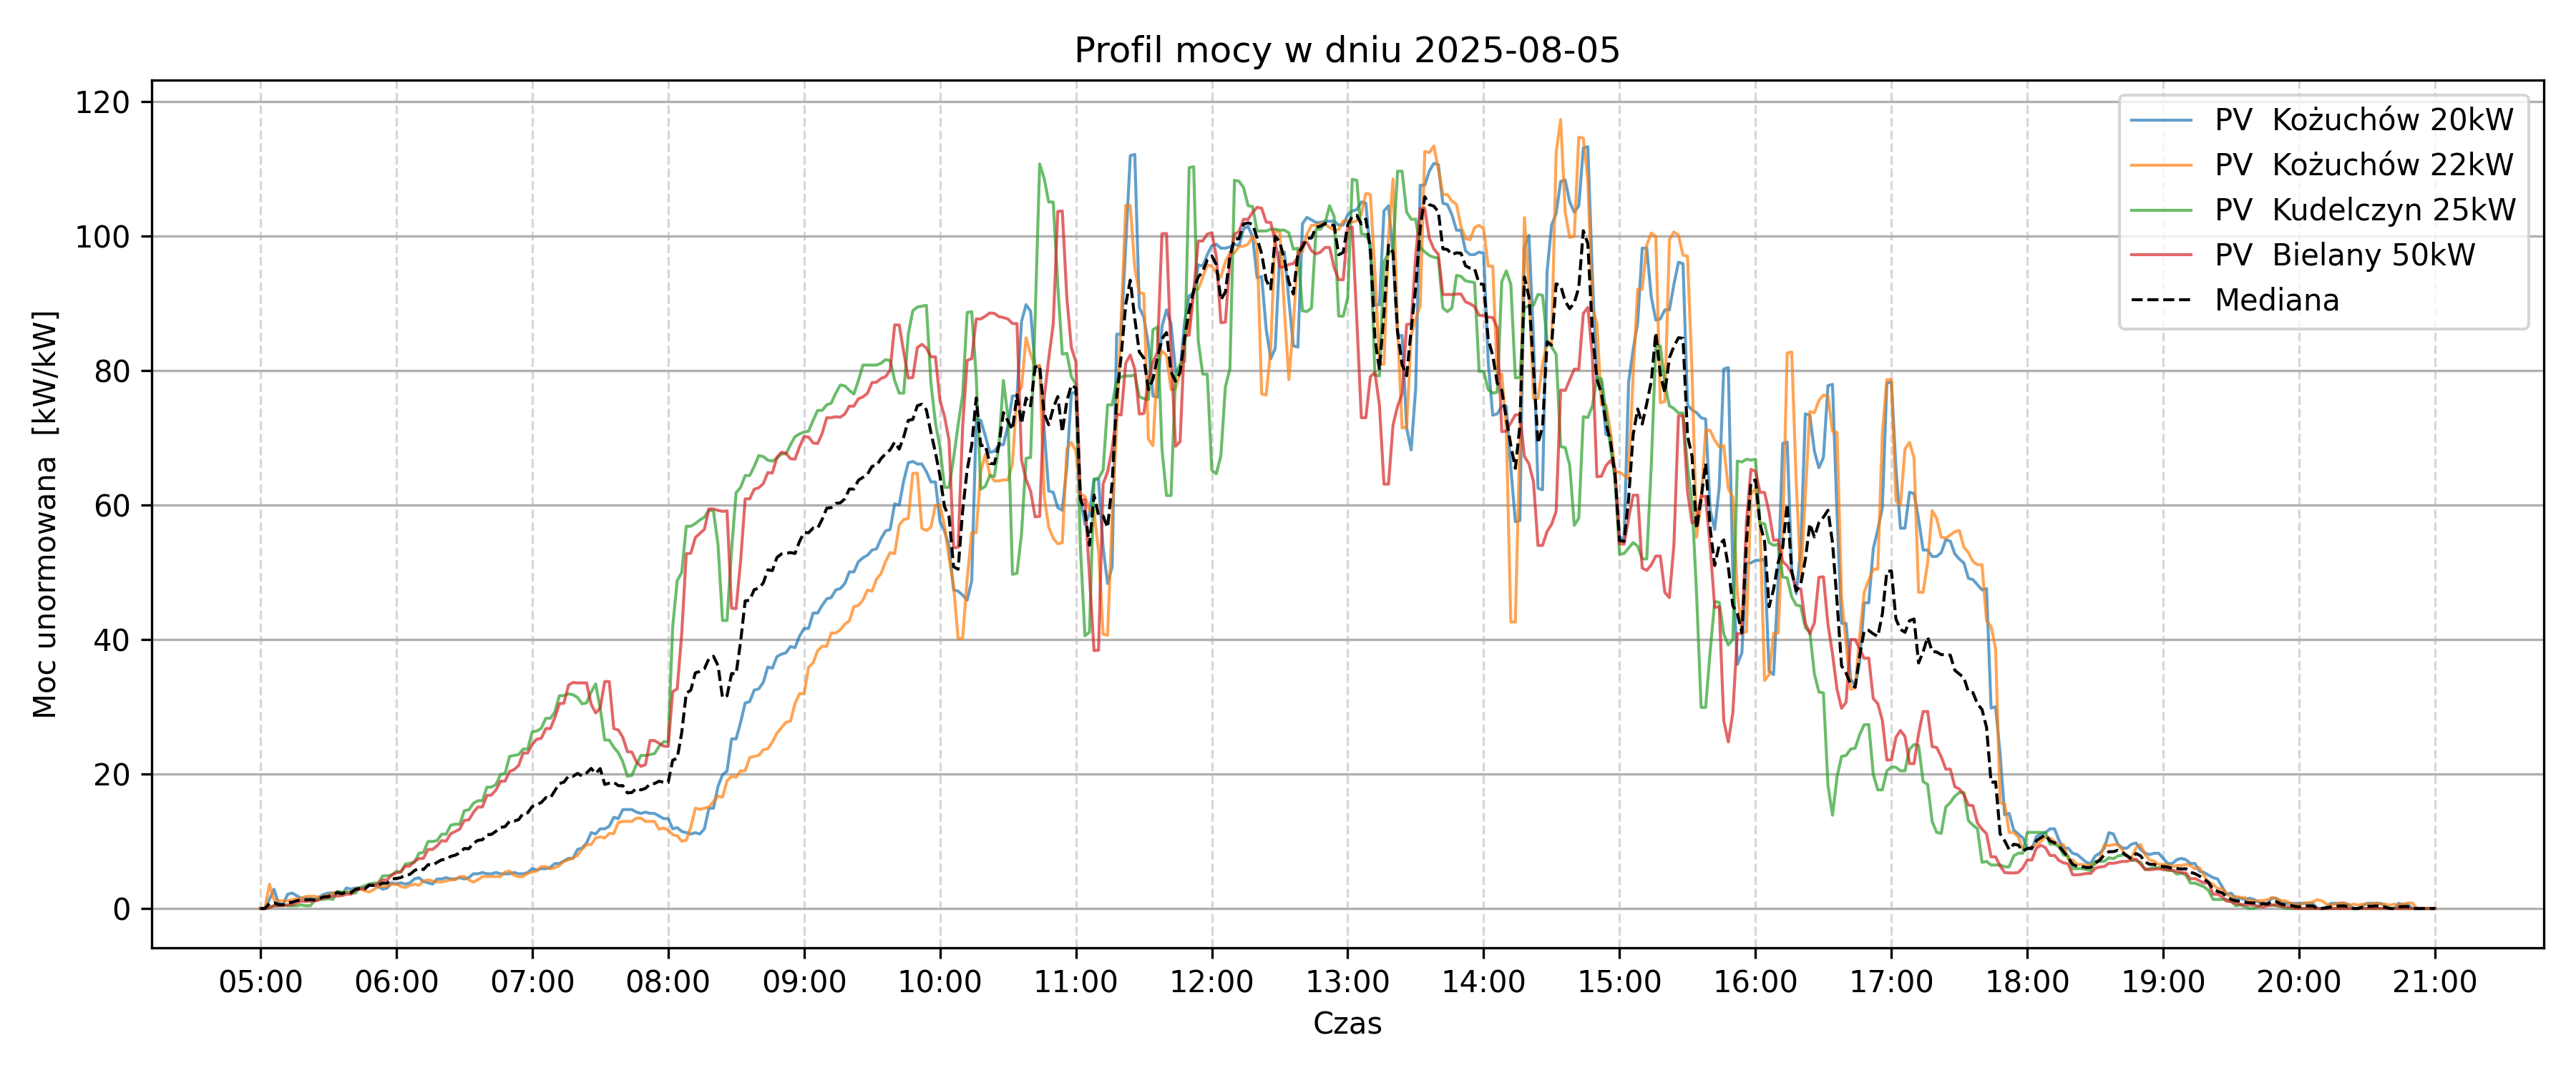 Profil mocy w dniu 2025-08-05
Moc unormowana [kW/kW]
120
100
80
60
40
20
0
PV Kożuchów 20kW
PV Kożuchów 22kW
PV Kudelczyn 25kW
PV Bielany 50kW
Mediana
05:00 06:00 07:00 08:00 09:00 10:00 11:00 12:00 13:00 14:00 15:00 16:00 17:00 18:00 19:00 20:00 21:00
Czas